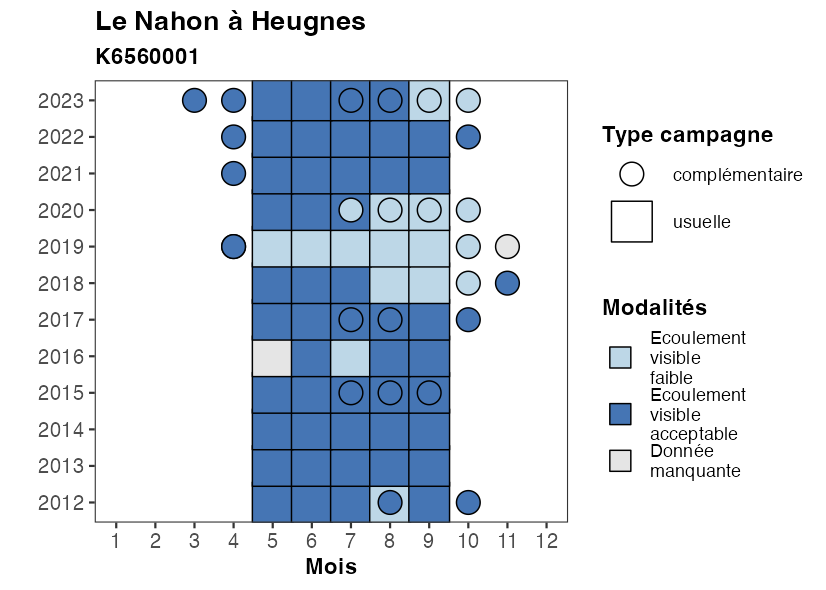 Le Nahon à Heugnes
K6560001
2023
2022
2021
2020
2019
2018
2017
2016
2015
2014
2013
2012
1 2 3 4 5 6 7 8 9 10 11 12
Mois
Type campagne
complémentaire
usuelle
Modalités
Ecoulement
visible
faible
Ecoulement
visible
acceptable
Donnée
manquante